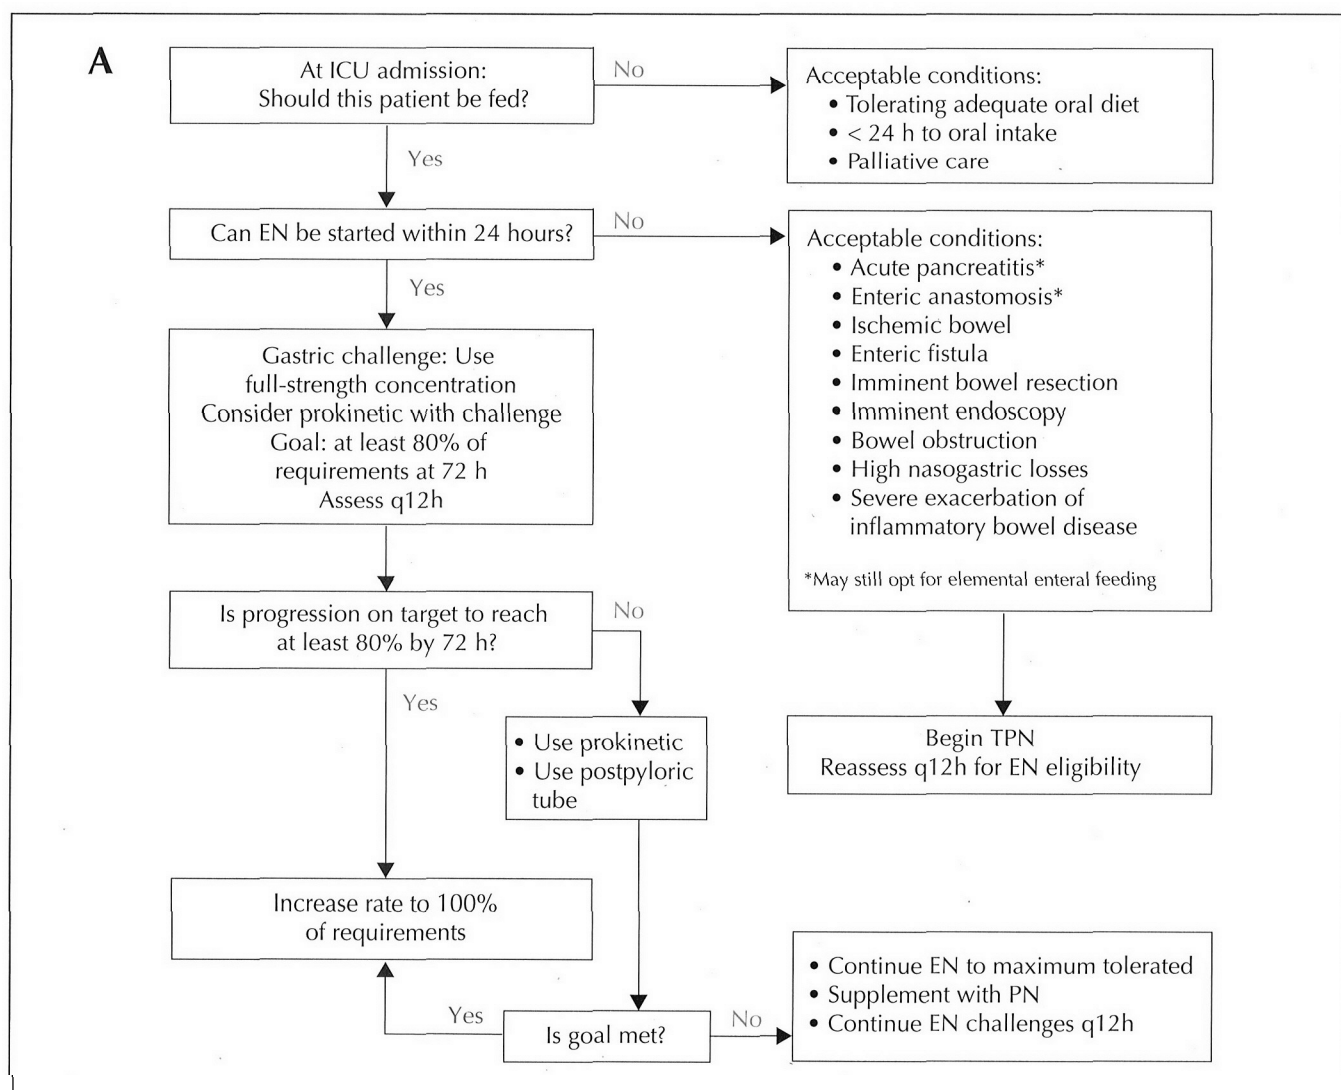 A
At ICU admission:
Should this patient be fed?
No
Acceptable conditions:
• Tolerating adequate oral diet
• < 24 h to oral intake
• Palliative care
Yes
Can EN be started within 24 hours?
No
Acceptable conditions:
• Acute pancreatitis*
• Enteric anastomosis*
• Ischemic bowel
• Enteric fistula
• Imminent bowel resection
• Imminent endoscopy
• Bowel obstruction
• High nasogastric losses
• Severe exacerbation of
inflammatory bowel disease
*May still opt for elemental enteral feeding
Yes
Gastric challenge: Use
full-strength concentration
Consider prokinetic with challenge
Goal: at least 80% of
requirements at 72 h
Assess q12h
Is progression on target to reach
at least 80% by 72 h?
No
Yes
• Use prokinetic
• Use postpyloric
tube
Begin TPN
Reassess q12h for EN eligibility
Increase rate to 100%
of requirements
Yes
Is goal met?
No
• Continue EN to maximum tolerated
• Supplement with PN
• Continue EN challenges q12h